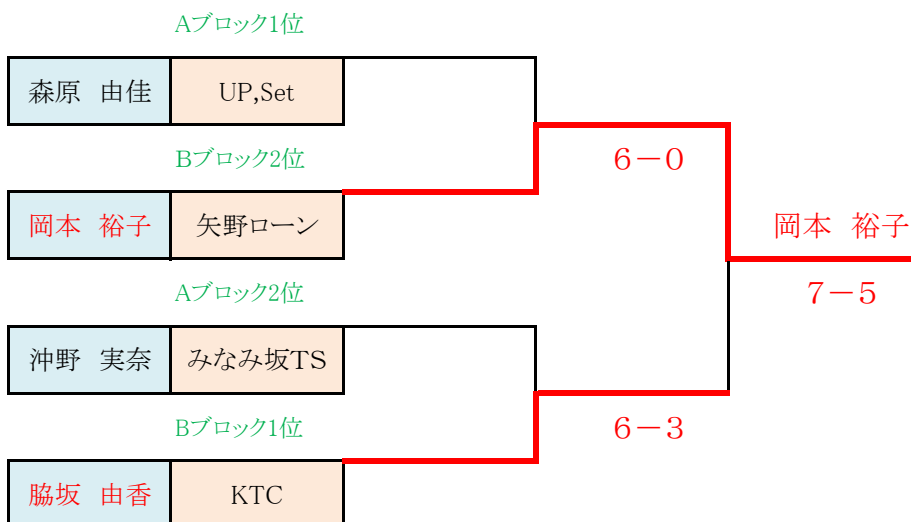 Aブロック1位
森原　由佳 UP,Set
Bブロック2位
6－0
岡本　裕子 矢野ローン
岡本　裕子
Aブロック2位
7－5
沖野　実奈 みなみ坂TS
Bブロック1位
6－3
脇坂　由香 KTC